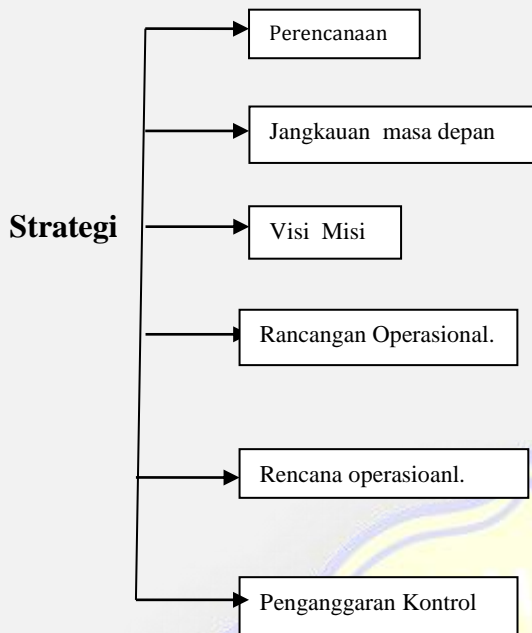 Perencanaan
Jangkauan masa depan
Strategi
Visi Misi
Rancangan Operasional.
Rencana operasioanl.
Penganggaran Kontrol